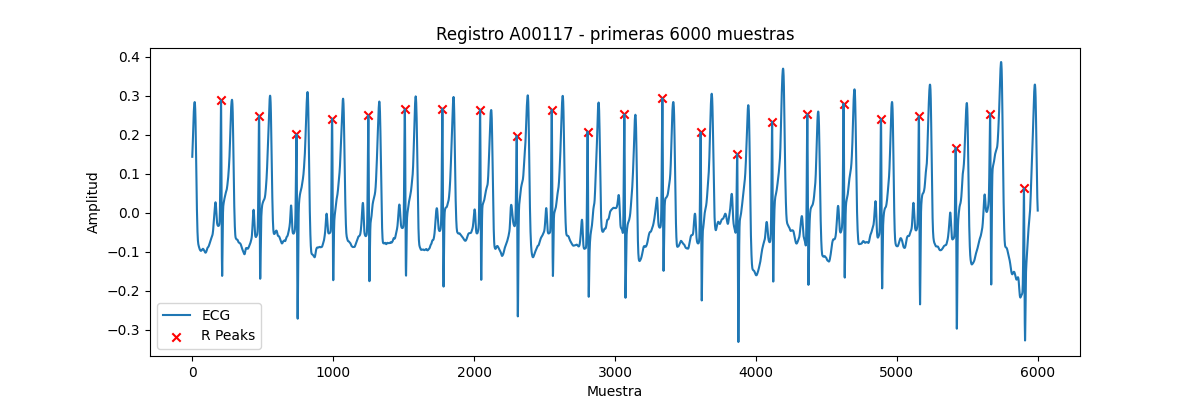 Registro A00117 - primeras 6000 muestras
Amplitud
0.4
0.3
0.2
0.1
0.0
−0.1
−0.2
−0.3
ECG
R Peaks
0 1000 2000 3000 4000 5000 6000
Muestra